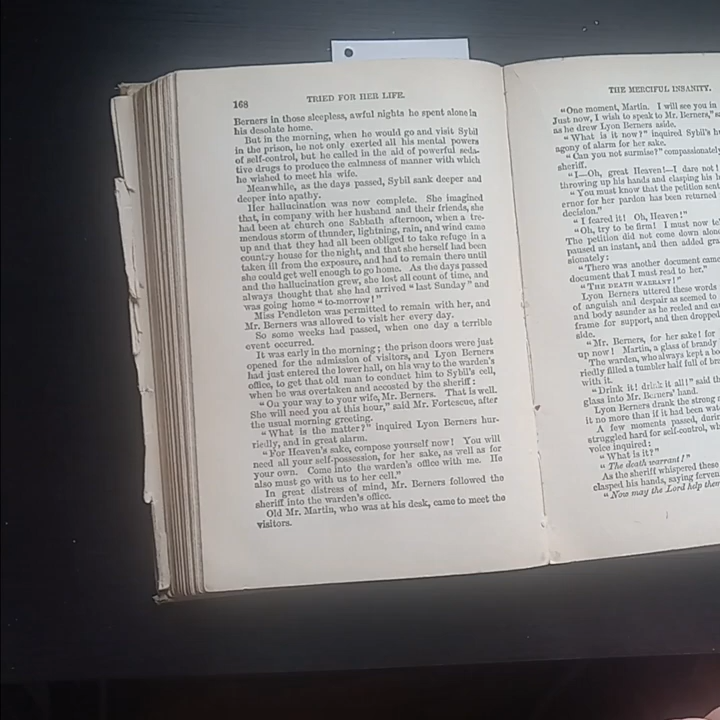 168
TRIED FOR HER LIFE.
Berners in those sleepless, awful nights he spent alone in
his desolate home.
But in the morning, when he would go and visit Sybil
in the prison, he not only exerted all his mental powers
of self-control, but he called in the aid of powerful seda-
tive drugs to produce the calmness of manner with which
he wished to meet his wife.
Meanwhile, as the days passed, Sybil sank deeper and
deeper into apathy.
Her hallucination was now complete. She imagined
that, in company with her husband and their friends, she
had been at church one Sabbath afternoon, when a tre-
mendous storm of thunder, lightning, rain, and wind came
up and that they had all been obliged to take refuge in a
country house for the night, and that she herself had been
taken ill from the exposure, and had to remain there until
she could get well enough to go home. As the days passed
and the hallucination grew, she lost all count of time, and
always thought that she had arrived "last Sunday" and
was going home "to-morrow!"
Miss Pendleton was permitted to remain with her, and
Mr. Berners was allowed to visit her every day.
So some weeks had passed, when one day a terrible
event occurred.
It was early in the morning; the prison doors were just
opened for the admission of visitors, and Lyon Berners
had just entered the lower hall, on his way to the warden's
office, to get that old man to conduct him to Sybil's cell,
when he was overtaken and accosted by the sheriff:
"On your way to your wife, Mr. Berners. That is well.
She will need you at this hour," said Mr. Fortescue, after
the usual morning greeting.
"What is the matter?" inquired Lyon Berners hur-
riedly, and in great alarm.
"For Heaven's sake, compose yourself now! You will
need all your self-possession, for her sake, as well as for
your own. Come into the warden's office with me. He
also must go with us to her cell."
In great distress of mind, Mr. Berners followed the
sheriff into the warden's office.
Old Mr. Martin, who was at his desk, came to meet the
visitors.
THE MERCIFUL INSANITY.
"One moment, Martin. I will see you in
Just now, I wish to speak to Mr. Berners,"
as he drew Lyon Berners aside.
"What is it now?" inquired Sybil's
agony of alarm for her sake.
"Can you not surmise?" compassionately
sheriff.
"I—Oh, great Heaven!—I dare not!
throwing up his hands and clasping his
"You must know that the petition sent
ernor for her pardon has been returned
decision."
"I feared it! Oh, Heaven!"
"Oh, try to be firm! I must now
The petition did not come down alone
paused an instant, and then added
sionately:
"There was another document came
document that I must read to her."
"THE DEATH WARRANT!"
Lyon Berners uttered these words
of anguish and despair as seemed to
and body asunder as he reeled and
frame for support, and then dropped
side.
"Mr. Berners, for her sake! for
up now! Martin, a glass of brandy
The warden, who always kept a
riedly filled a tumbler half full of
with it.
"Drink it! drink it all!" said
glass into Mr. Berners' hand.
Lyon Berners drank the strong
it no more than if it had been
A few moments passed,
struggled hard for self-control,
voice inquired:
"What is it?"
"The death warrant!"
As the sheriff whispered these
clasped his hands, saying
"Now may the Lord help